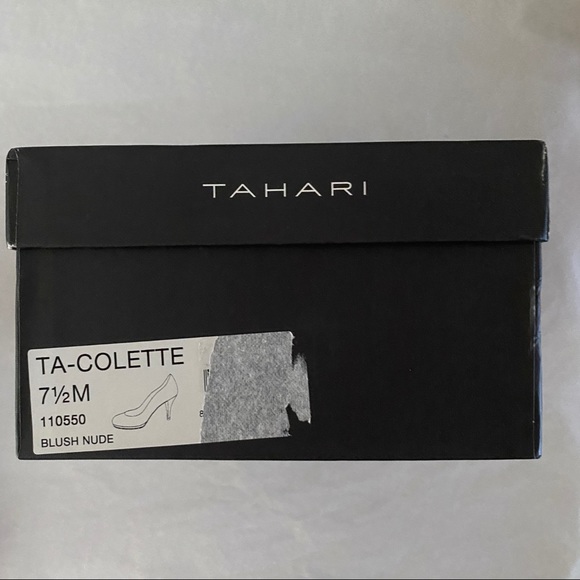 TAHARI
TA-COLETTE
7½M
110550
BLUSH NUDE